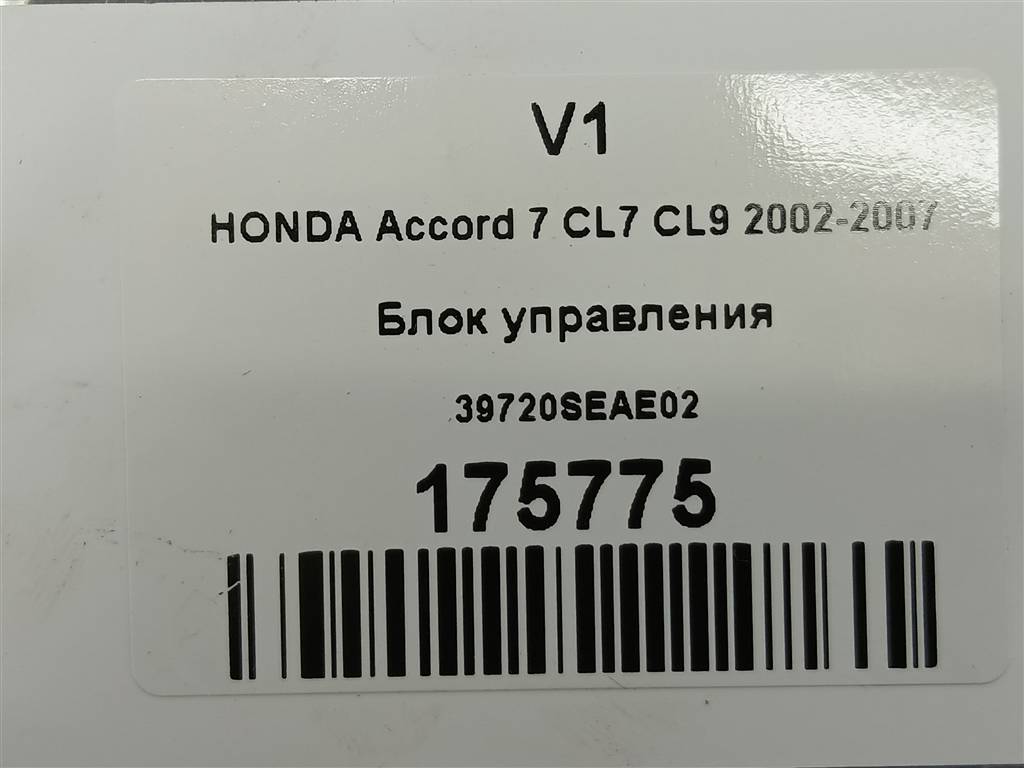 V1
HONDA Accord 7 CL7 CL9 2002-2007
Блок управления
39720SEAE02
175775